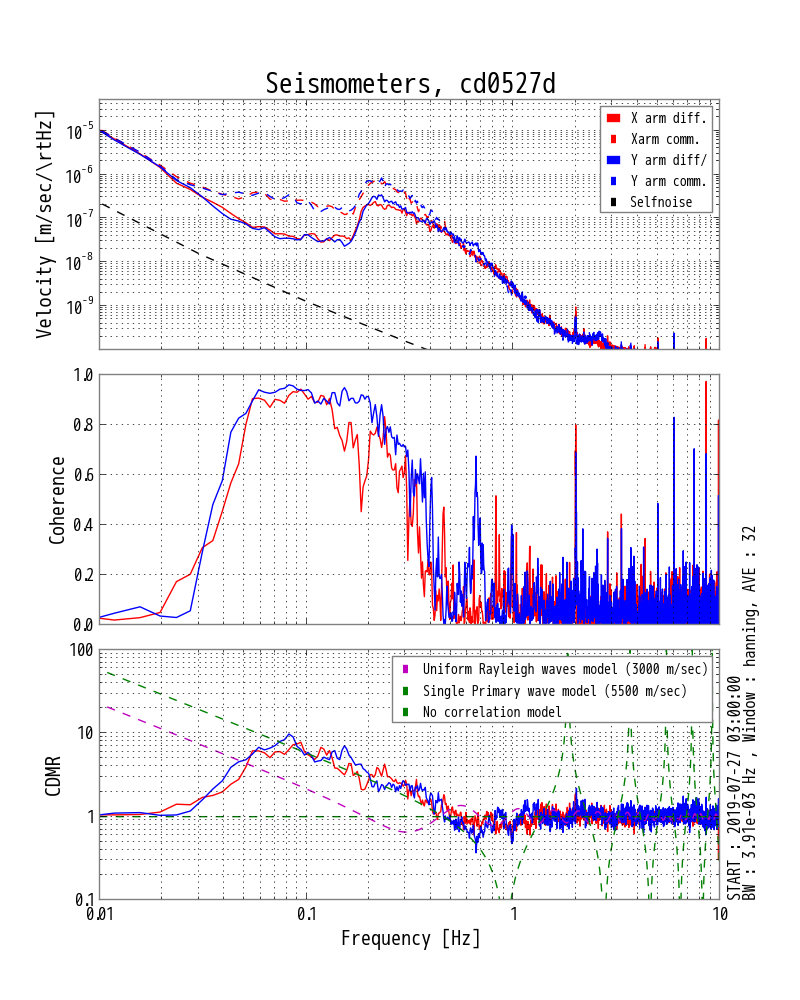 Seismometers, cd0527d
Velocity [m/sec/\rtHz]
10^-5
10^-6
10^-7
10^-8
10^-9
X arm diff.
Xarm comm.
Y arm diff/
Y arm comm.
Selfnoise
Coherence
1.0
0.8
0.6
0.4
0.2
0.0
CDMR
100
10
1
0.1
Uniform Rayleigh waves model (3000 m/sec)
Single Primary wave model (5500 m/sec)
No correlation model
0.01
0.1
1
10
Frequency [Hz]
START : 2019-07-27 03:00:00
BW : 3.91e-03 Hz , Window : hanning, AVE : 32